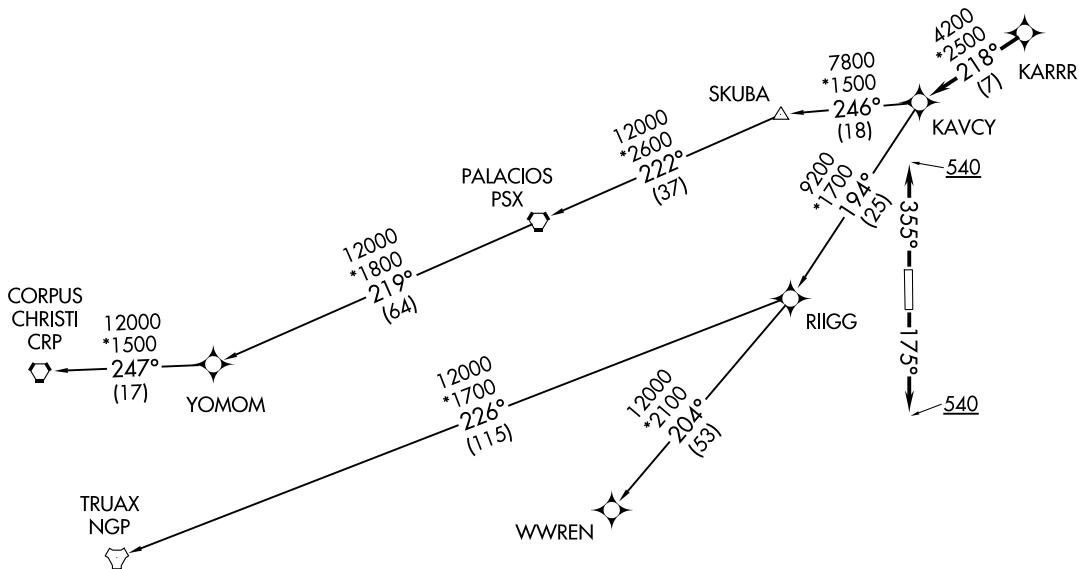 4200
*2500
218°
(7)
KARRR
7800
*1500
246°
(18)
SKUBA
KAVCY
12000
*2600
222°
(37)
PALACIOS
PSX
9200
*1700
194°
(25)
540
355°
175°
540
12000
*1800
219°
(64)
CORPUS
CHRISTI
CRP
12000
*1500
247°
(17)
YOMOM
RIIGG
12000
*1700
226°
(115)
12000
*2100
204°
(53)
TRUAX
NGP
WWREN